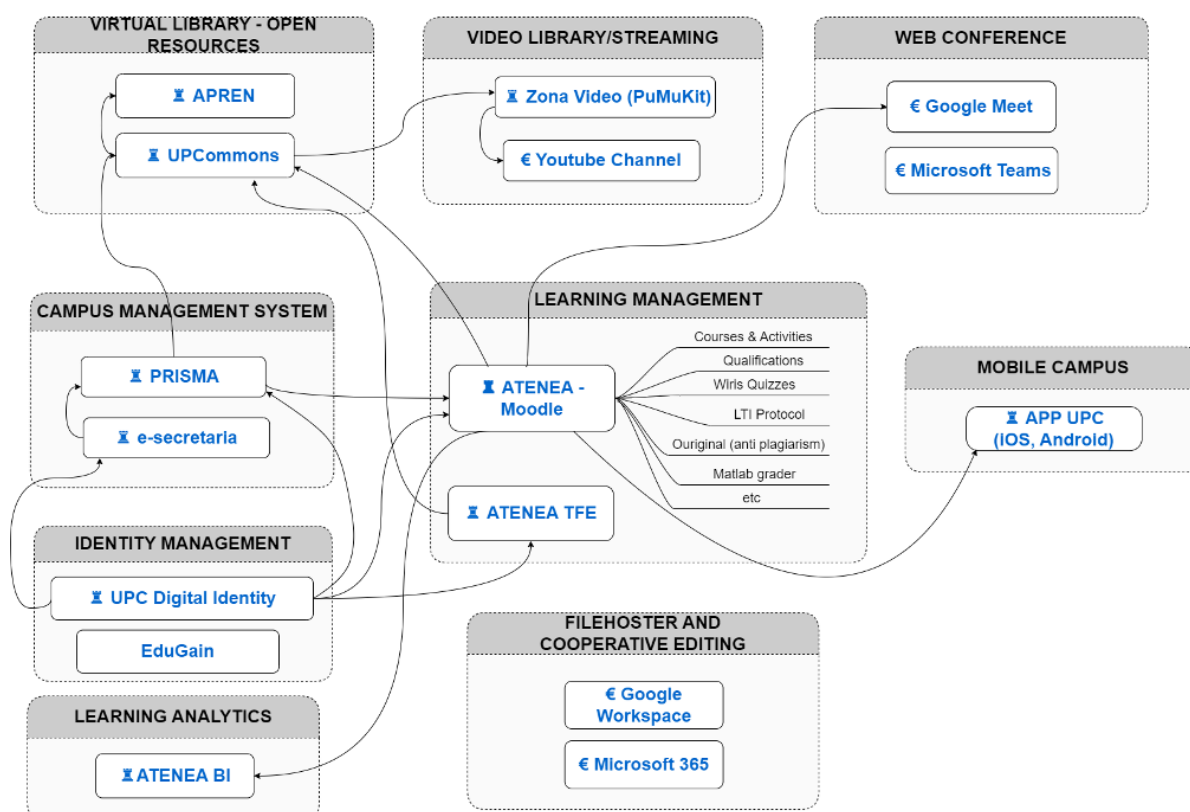 VIRTUAL LIBRARY - OPEN
RESOURCES
♜ APREN
♜ UPCommons
VIDEO LIBRARY/STREAMING
♜ Zona Video (PuMuKit)
€ Youtube Channel
WEB CONFERENCE
€ Google Meet
€ Microsoft Teams
CAMPUS MANAGEMENT SYSTEM
♜ PRISMA
♜ e-secretaria
LEARNING MANAGEMENT
♜ ATENEA -
Moodle
Courses & Activities
Qualifications
Wiris Quizzes
LTI Protocol
Ouriginal (anti plagiarism)
Matlab grader
etc
♜ ATENEA TFE
MOBILE CAMPUS
♜ APP UPC
(iOS, Android)
IDENTITY MANAGEMENT
♜ UPC Digital Identity
EduGain
FILEHOSTER AND
COOPERATIVE EDITING
€ Google
Workspace
€ Microsoft 365
LEARNING ANALYTICS
♜ATENEA BI